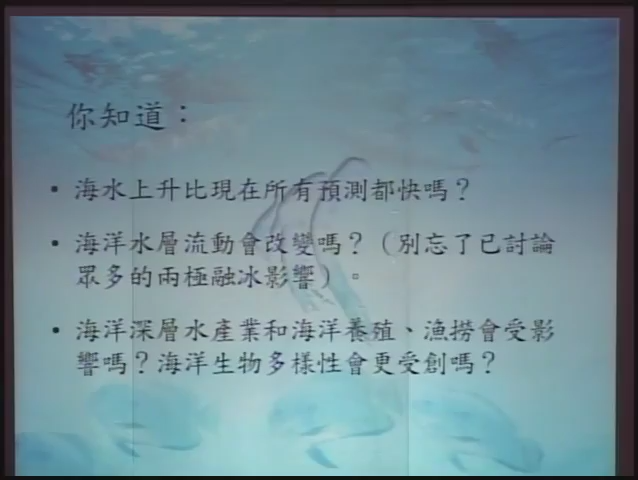 你知道：
• 海水上升比現在所有預測都快嗎？
• 海洋水層流動會改變嗎？（別忘了已討論
眾多的兩極融冰影響）。
• 海洋深層水產業和海洋養殖、漁撈會受影
響嗎？海洋生物多樣性會更受創嗎？